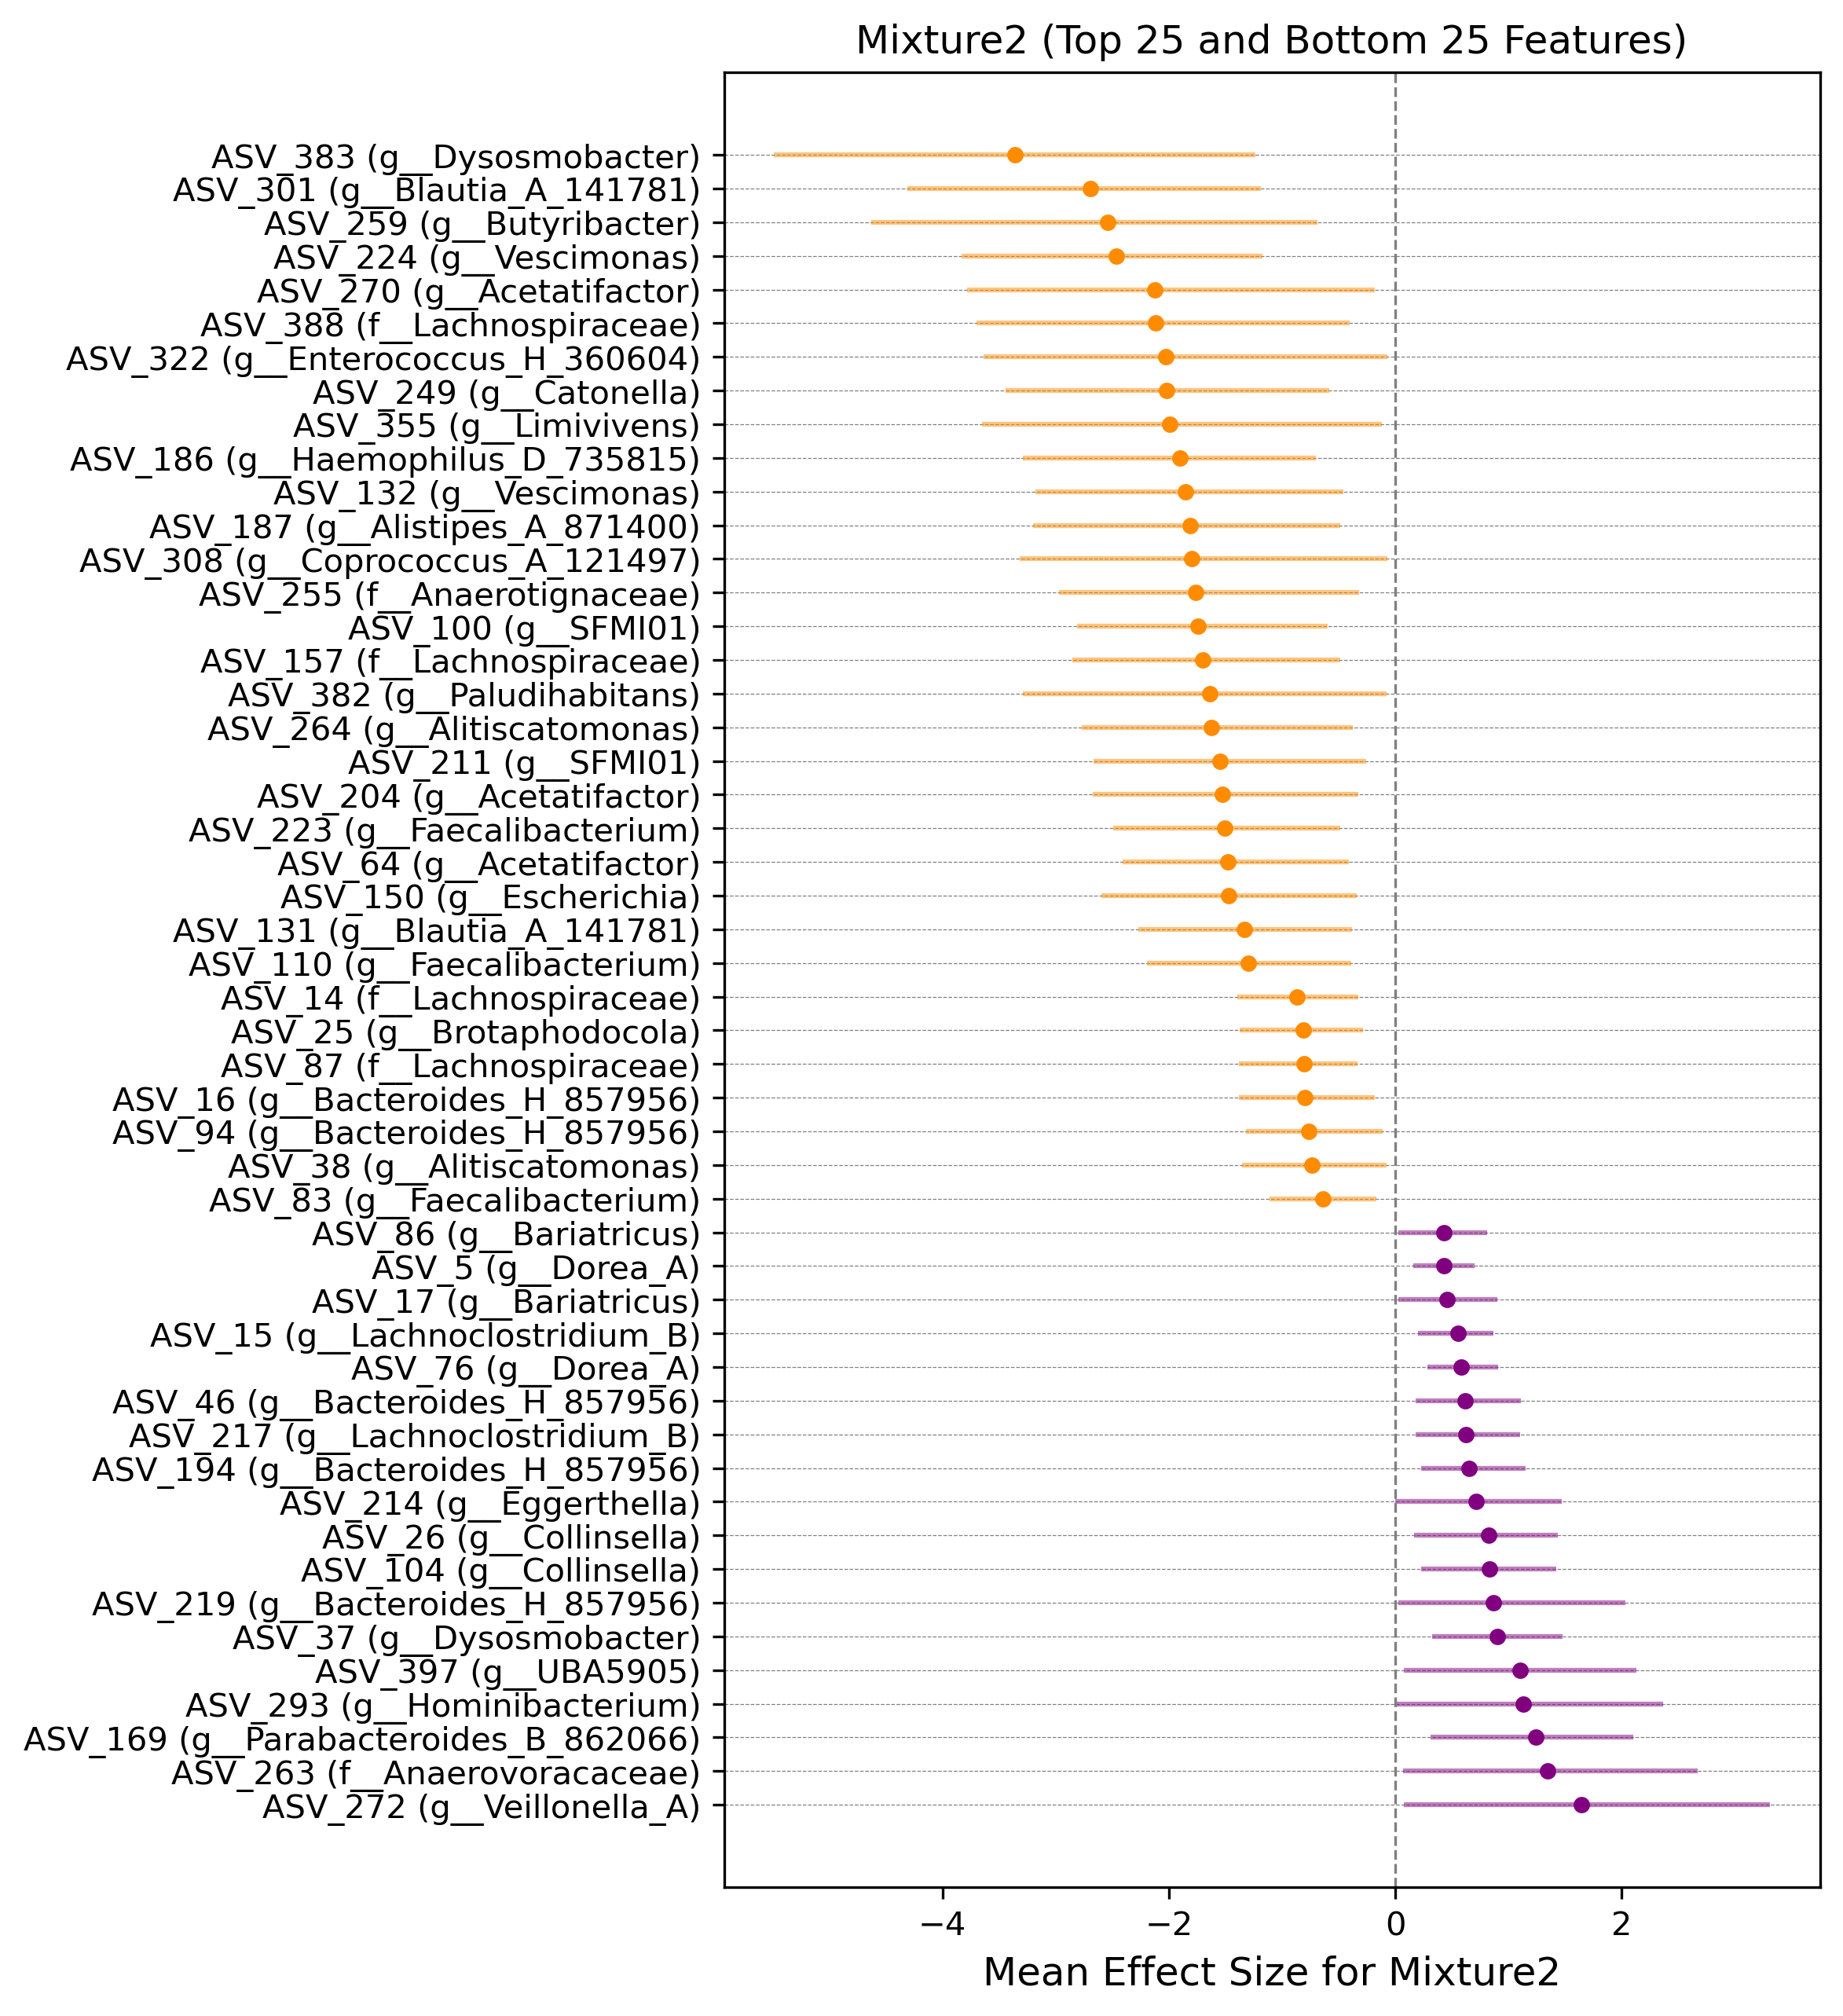 Mixture2 (Top 25 and Bottom 25 Features)
ASV_383 (g__Dysosmobacter)
ASV_301 (g__Blautia_A_141781)
ASV_259 (g__Butyribacter)
ASV_224 (g__Vescimonas)
ASV_270 (g__Acetatifactor)
ASV_388 (f__Lachnospiraceae)
ASV_322 (g__Enterococcus_H_360604)
ASV_249 (g__Catonella)
ASV_355 (g__Limivivens)
ASV_186 (g__Haemophilus_D_735815)
ASV_132 (g__Vescimonas)
ASV_187 (g__Alistipes_A_871400)
ASV_308 (g__Coprococcus_A_121497)
ASV_255 (f__Anaerotignaceae)
ASV_100 (g__SFMI01)
ASV_157 (f__Lachnospiraceae)
ASV_382 (g__Paludihabitans)
ASV_264 (g__Alitiscatomonas)
ASV_211 (g__SFMI01)
ASV_204 (g__Acetatifactor)
ASV_223 (g__Faecalibacterium)
ASV_64 (g__Acetatifactor)
ASV_150 (g__Escherichia)
ASV_131 (g__Blautia_A_141781)
ASV_110 (g__Faecalibacterium)
ASV_14 (f__Lachnospiraceae)
ASV_25 (g__Brotaphodocola)
ASV_87 (f__Lachnospiraceae)
ASV_16 (g__Bacteroides_H_857956)
ASV_94 (g__Bacteroides_H_857956)
ASV_38 (g__Alitiscatomonas)
ASV_83 (g__Faecalibacterium)
ASV_86 (g__Bariatricus)
ASV_5 (g__Dorea_A)
ASV_17 (g__Bariatricus)
ASV_15 (g__Lachnoclostridium_B)
ASV_76 (g__Dorea_A)
ASV_46 (g__Bacteroides_H_857956)
ASV_217 (g__Lachnoclostridium_B)
ASV_194 (g__Bacteroides_H_857956)
ASV_214 (g__Eggerthella)
ASV_26 (g__Collinsella)
ASV_104 (g__Collinsella)
ASV_219 (g__Bacteroides_H_857956)
ASV_37 (g__Dysosmobacter)
ASV_397 (g__UBA5905)
ASV_293 (g__Hominibacterium)
ASV_169 (g__Parabacteroides_B_862066)
ASV_263 (f__Anaerovoracaceae)
ASV_272 (g__Veillonella_A)
−4 −2 0 2
Mean Effect Size for Mixture2